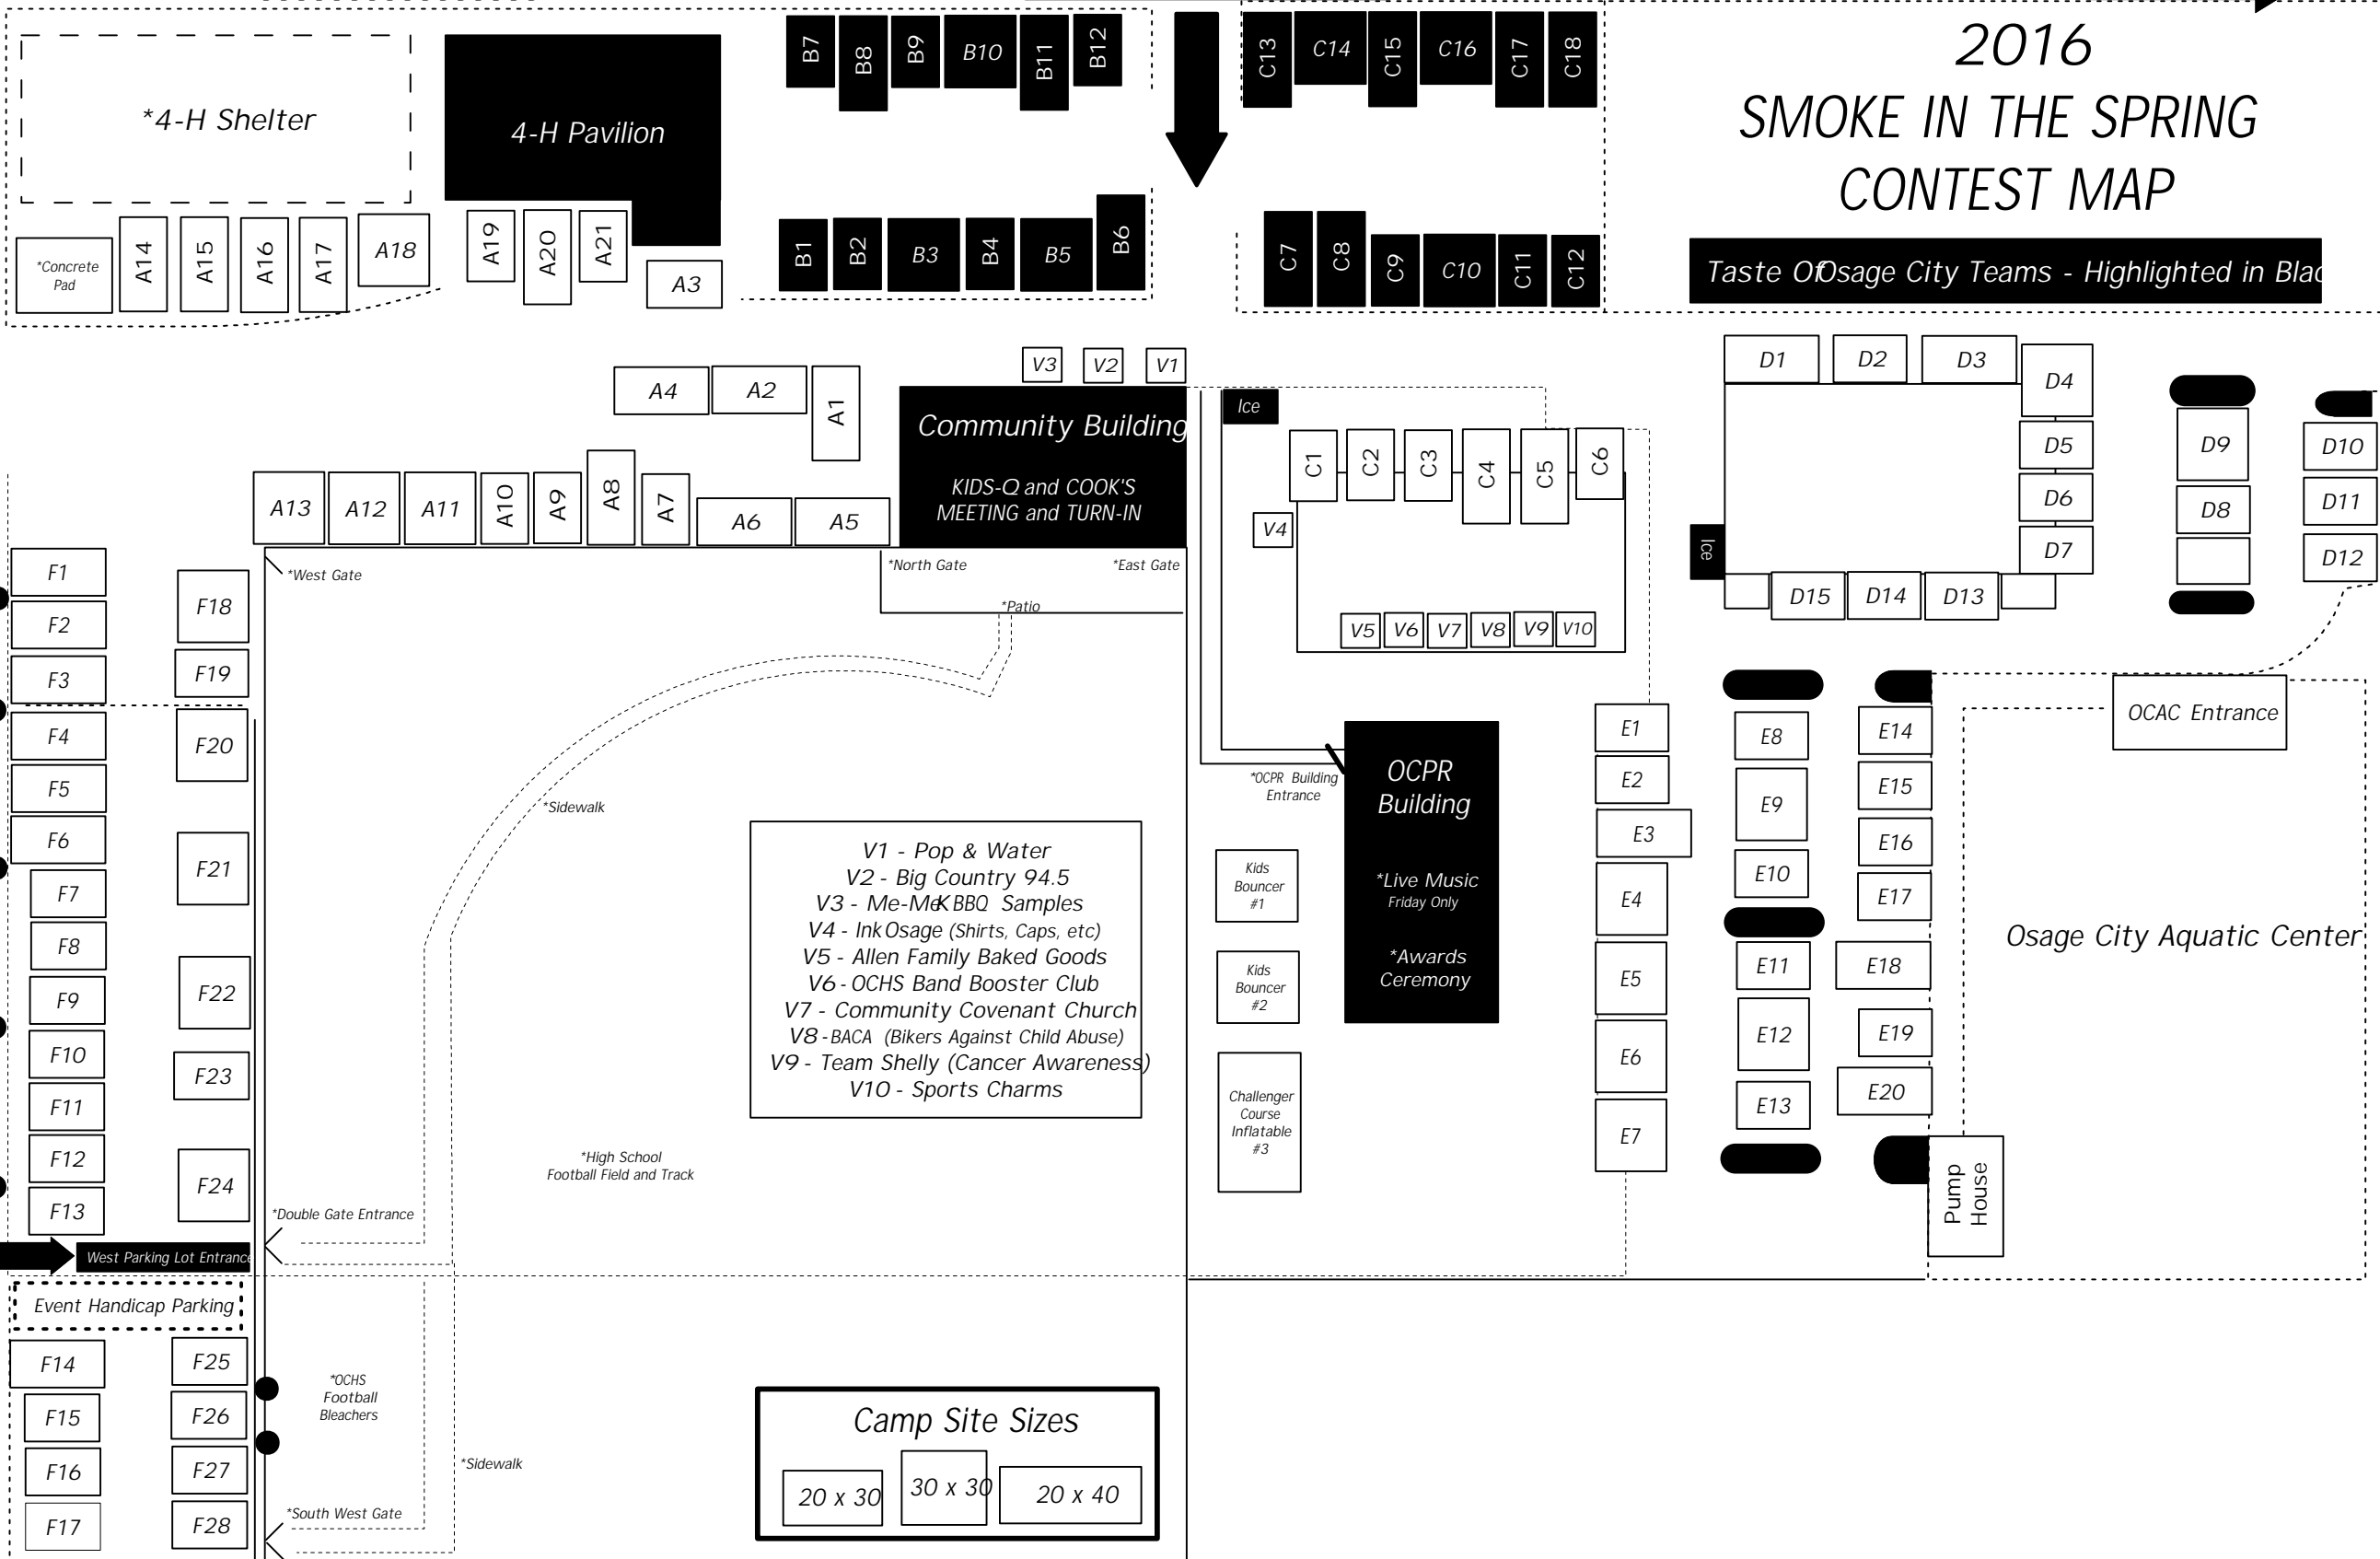 2016
SMOKE IN THE SPRING
CONTEST MAP
Taste Of Osage City Teams - Highlighted in Blac
*4-H Shelter
4-H Pavilion
B7
B8
B9
B10
B11
B12
C13
C14
C15
C16
C17
C18
*Concrete
Pad
A14
A15
A16
A17
A18
A19
A20
A21
A3
B1
B2
B3
B4
B5
B6
C7
C8
C9
C10
C11
C12
A4
A2
A1
V3
V2
V1
Community Building
KIDS-Q and COOK'S
MEETING and TURN-IN
Ice
C1
C2
C3
C4
C5
C6
V4
V5
V6
V7
V8
V9
V10
D1
D2
D3
D4
D5
D6
D7
Ice
D15
D14
D13
D9
D8
D10
D11
D12
A13
A12
A11
A10
A9
A8
A7
A6
A5
*West Gate
*North Gate
*East Gate
*Patio
F1
F2
F3
F4
F5
F6
F7
F8
F9
F10
F11
F12
F13
F18
F19
F20
F21
F22
F23
F24
*Sidewalk
V1 - Pop & Water
V2 - Big Country 94.5
V3 - Me-Me K BBQ Samples
V4 - Ink Osage (Shirts, Caps, etc)
V5 - Allen Family Baked Goods
V6 - OCHS Band Booster Club
V7 - Community Covenant Church
V8 - BACA (Bikers Against Child Abuse)
V9 - Team Shelly (Cancer Awareness)
V10 - Sports Charms
*OCPR Building
Entrance
OCPR
Building
*Live Music
Friday Only
*Awards
Ceremony
Kids
Bouncer
#1
Kids
Bouncer
#2
Challenger
Course
Inflatable
#3
E1
E2
E3
E4
E5
E6
E7
E8
E9
E10
E11
E12
E13
E14
E15
E16
E17
E18
E19
E20
OCAC Entrance
Osage City Aquatic Center
Pump
House
*High School
Football Field and Track
*Double Gate Entrance
West Parking Lot Entrance
Event Handicap Parking
F14
F15
F16
F17
F25
F26
F27
F28
*OCHS
Football
Bleachers
*Sidewalk
*South West Gate
Camp Site Sizes
20 x 30
30 x 30
20 x 40